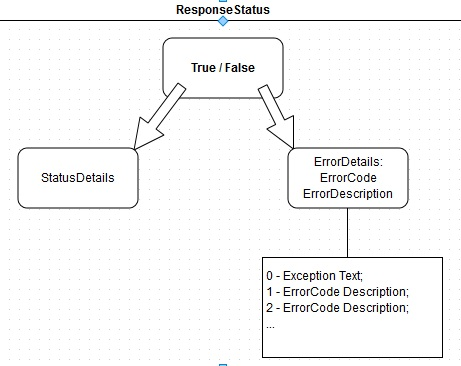 ResponseStatus
True / False
StatusDetails
ErrorDetails:
ErrorCode
ErrorDescription
0 - Exception Text;
1 - ErrorCode Description;
2 - ErrorCode Description;
...